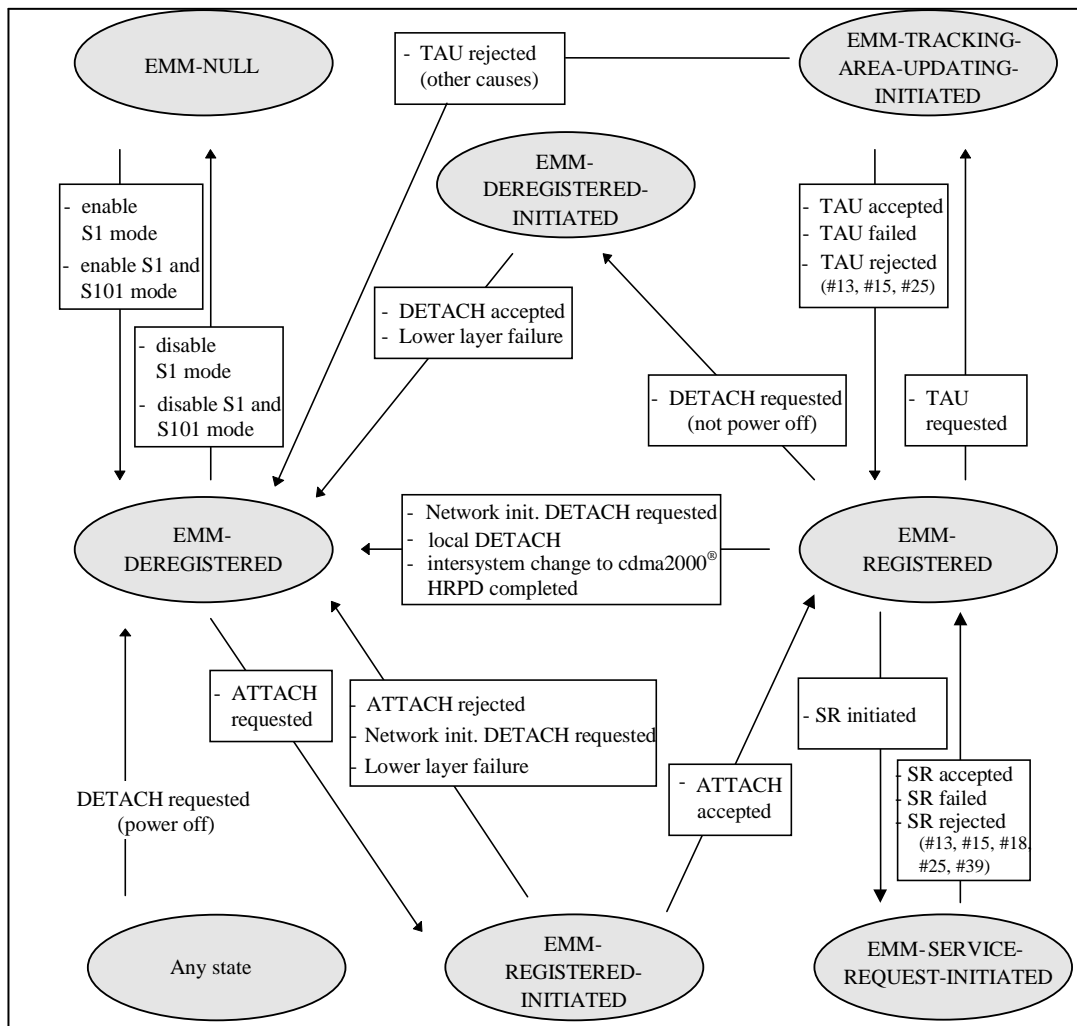 EMM-NULL
- TAU rejected
(other causes)
EMM-TRACKING-
AREA-UPDATING-
INITIATED
EMM-
DEREGISTERED-
INITIATED
- enable
S1 mode
- enable S1 and
S101 mode
- TAU accepted
- TAU failed
- TAU rejected
(#13, #15, #25)
- DETACH accepted
- Lower layer failure
- disable
S1 mode
- disable S1 and
S101 mode
- DETACH requested
(not power off)
- TAU
requested
EMM-
DEREGISTERED
- Network init. DETACH requested
- local DETACH
- intersystem change to cdma2000®
HRPD completed
EMM-
REGISTERED
- ATTACH
requested
- ATTACH rejected
- Network init. DETACH requested
- Lower layer failure
- SR initiated
- ATTACH
accepted
- SR accepted
- SR failed
- SR rejected
(#13, #15, #18,
#25, #39)
DETACH requested
(power off)
Any state
EMM-
REGISTERED-
INITIATED
EMM-SERVICE-
REQUEST-INITIATED